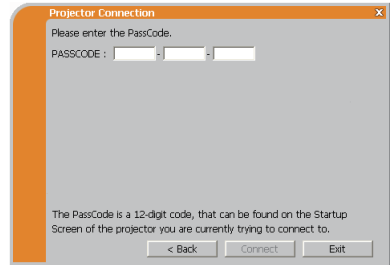 Projector Connection X
Please enter the PassCode.
PASSCODE : - -
The PassCode is a 12-digit code, that can be found on the Startup
Screen of the projector you are currently trying to connect to.
< Back Connect Exit